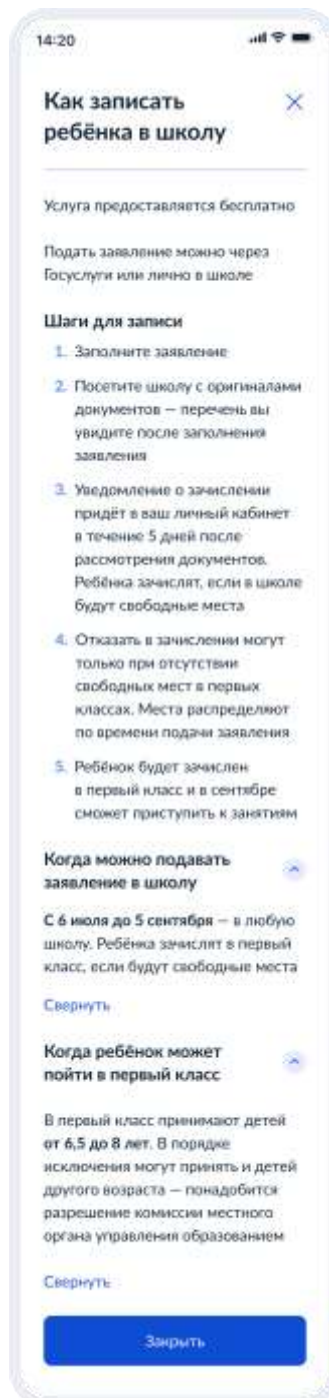 14:20
Как записать
ребёнка в школу
Услуга предоставляется бесплатно
Подать заявление можно через
Госуслуги или лично в школе
Шаги для записи
1. Заполните заявление
2. Посетите школу с оригиналами
документов — перечень вы
увидите после заполнения
заявления
3. Уведомление о зачислении
придёт в ваш личный кабинет
в течение 5 дней после
рассмотрения документов.
Ребёнка зачислят, если в школе
будут свободные места
4. Отказать в зачислении могут
только при отсутствии
свободных мест в первых
классах. Места распределяют
по времени подачи заявления
5. Ребёнок будет зачислен
в первый класс и в сентябре
сможет приступить к занятиям
Когда можно подавать
заявление в школу
С 6 июля до 5 сентября — в любую
школу. Ребёнка зачислят в первый
класс, если будут свободные места
Свернуть
Когда ребёнок может
пойти в первый класс
В первый класс принимают детей
от 6,5 до 8 лет. В порядке
исключения могут принять и детей
другого возраста — понадобится
разрешение комиссии местного
органа управления образованием
Свернуть
Закрыть